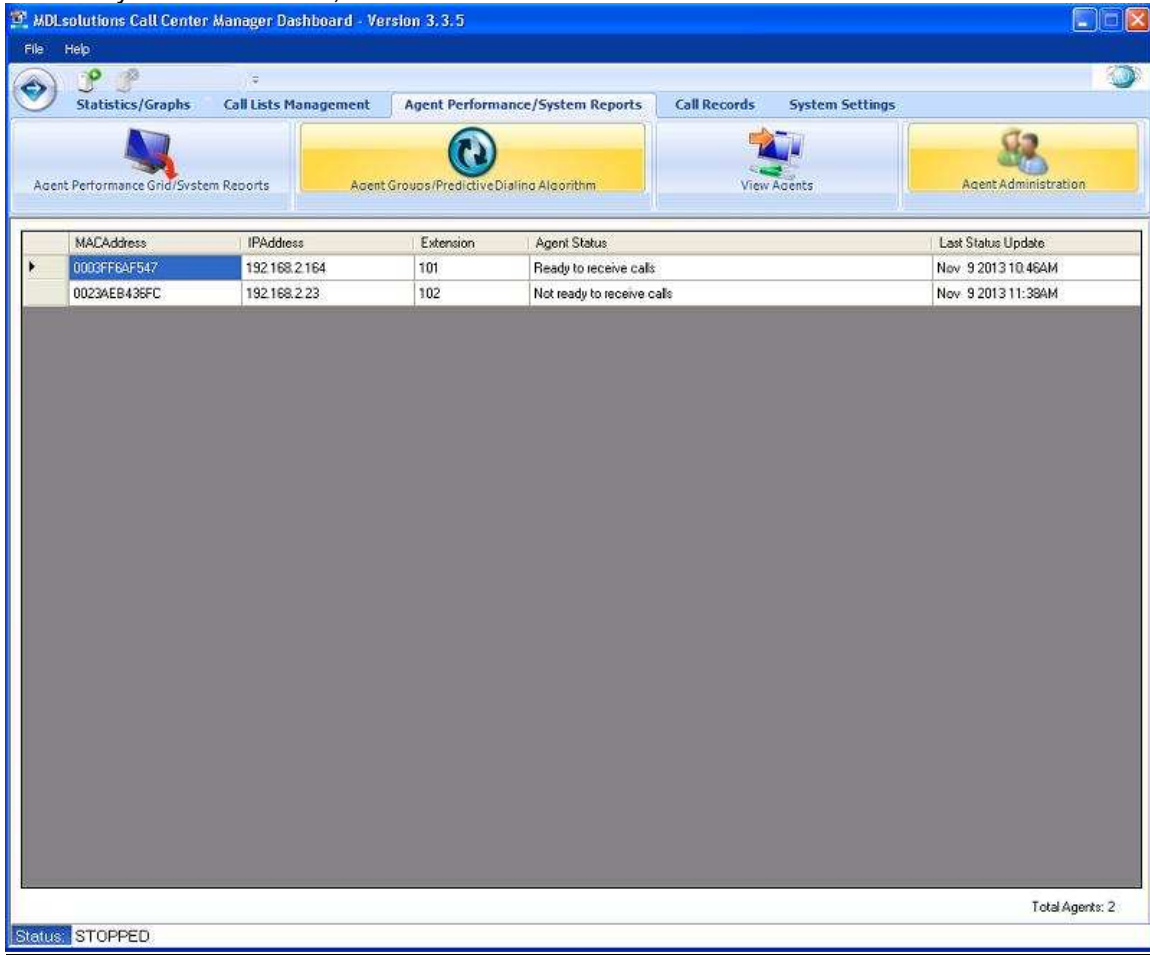 MDLsolutions Call Center Manager Dashboard - Version 3.3.5
File Help
Statistics/Graphs Call Lists Management Agent Performance/System Reports Call Records System Settings
Agent Performance Grid/System Reports Agent Groups/Predictive Dialing Algorithm View Agents Agent Administration
MACAddress IPAddress Extension Agent Status Last Status Update
0003FF6AF547 192.168.2.164 101 Ready to receive calls Nov 9 2013 10:46AM
0023AEB436FC 192.168.2.23 102 Not ready to receive calls Nov 9 2013 11:38AM
Total Agents: 2
Status: STOPPED